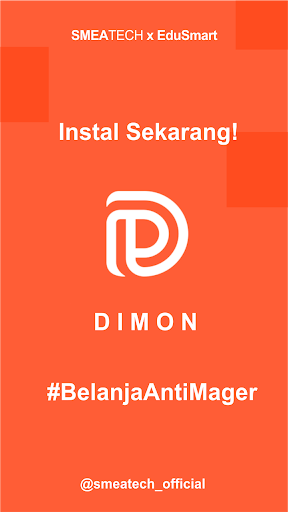 SMEATECH x EduSmart
Instal Sekarang!
DIMON
#BelanjaAntiMager
@smeatech_official